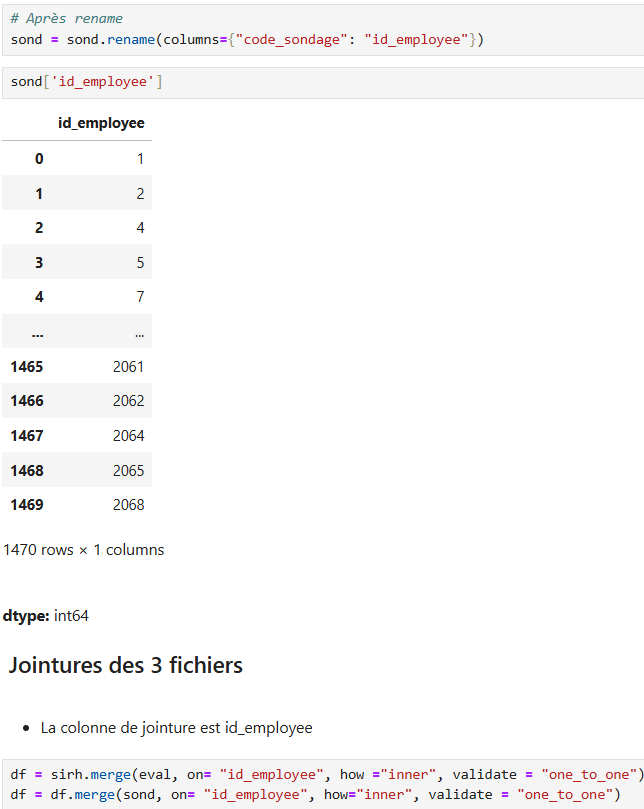 # Après rename
sond = sond.rename(columns={"code_sondage": "id_employee"})
sond['id_employee']
id_employee
0 1
1 2
2 4
3 5
4 7
... ...
1465 2061
1466 2062
1467 2064
1468 2065
1469 2068
1470 rows × 1 columns
dtype: int64
Jointures des 3 fichiers
• La colonne de jointure est id_employee
df = sirh.merge(eval, on= "id_employee", how ="inner", validate = "one_to_one")
df = df.merge(sond, on= "id_employee", how="inner", validate = "one_to_one")